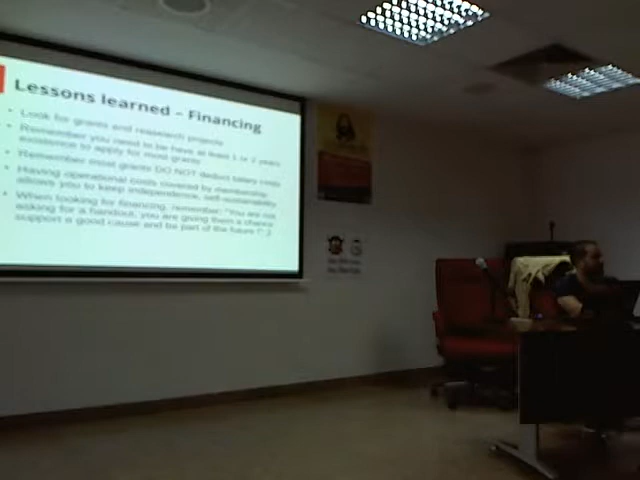 Lessons learned – Financing
• Look for grants and research projects
• Remember you need to be have at least 1 or 2 years
existence to apply for most grants
• Remember most grants DO NOT deduct salary costs
• Having operational costs covered by membership
allows you to keep independence, self-sustainability
• When looking for financing, remember: "You are not
asking for a handout, you are giving them a chance
support a good cause and be part of the future !" ;)